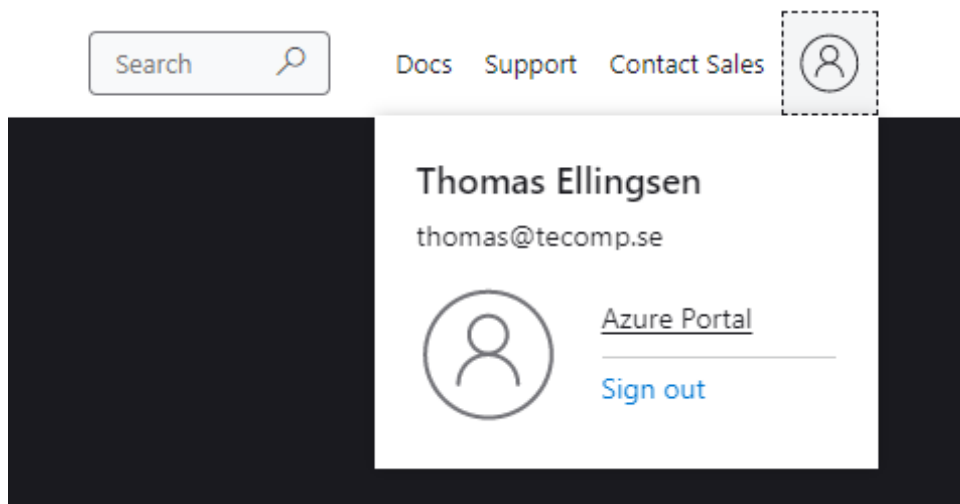 Search Docs Support Contact Sales
Thomas Ellingsen
thomas@tecomp.se
Azure Portal
Sign out